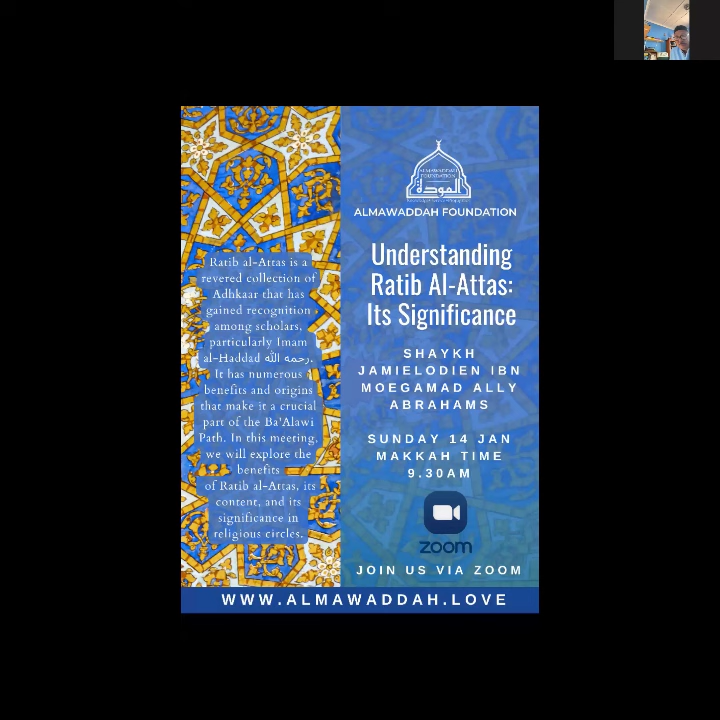 Ratib al-Attas is a
revered collection of
Adhkaar that has
gained recognition
among scholars,
particularly Imam
al-Haddad رحمه الله.
It has numerous
benefits and origins
that make it a crucial
part of the Ba'Alawi
Path. In this meeting,
we will explore the
benefits
of Ratib al-Attas, its
content, and its
significance in
religious circles.
ALMAWADDAH
FOUNDATION
المودة
ALMAWADDAH FOUNDATION
Understanding
Ratib Al-Attas:
Its Significance
SHAYKH
JAMIELODIEN IBN
MOEGAMAD ALLY
ABRAHAMS
SUNDAY 14 JAN
MAKKAH TIME
9.30AM
zoom
JOIN US VIA ZOOM
WWW.ALMAWADDAH.LOVE